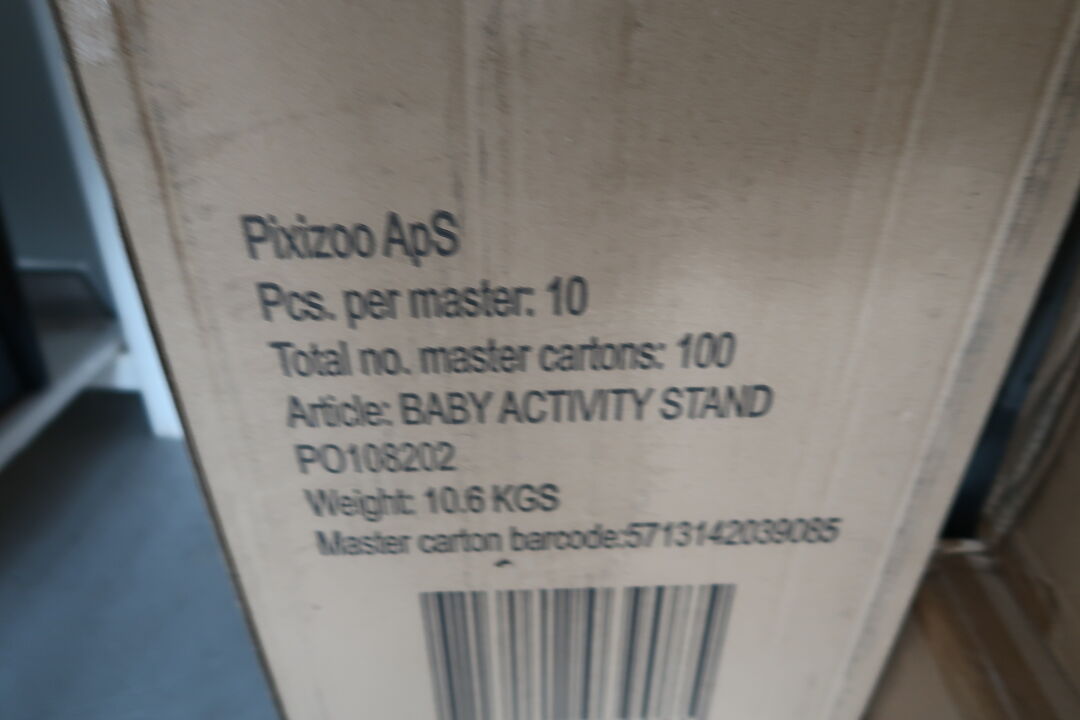 Pixizoo ApS
Pcs. per master: 10
Total no. master cartons: 100
Article: BABY ACTIVITY STAND
PO108202
Weight: 10.6 KGS
Master carton barcode:5713142039085